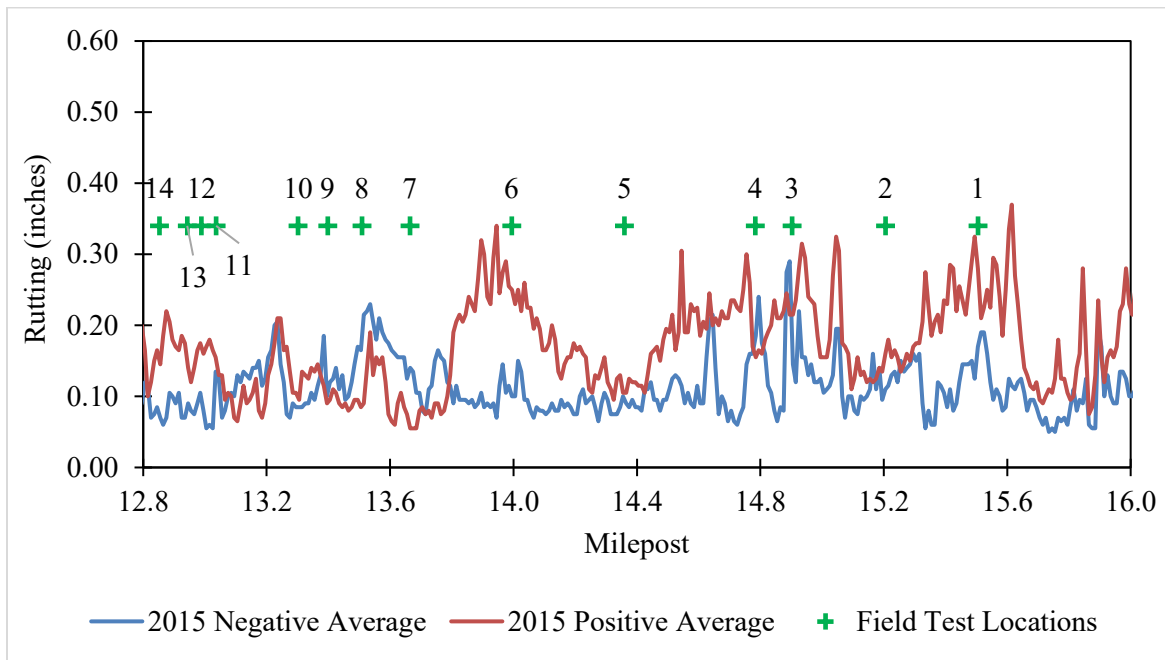 0.60
0.50
0.40
0.30
0.20
0.10
0.00
Rutting (inches)
14 12 10 9 8 7 6 5 4 3 2 1
13 11
12.8 13.2 13.6 14.0 14.4 14.8 15.2 15.6 16.0
Milepost
2015 Negative Average 2015 Positive Average Field Test Locations